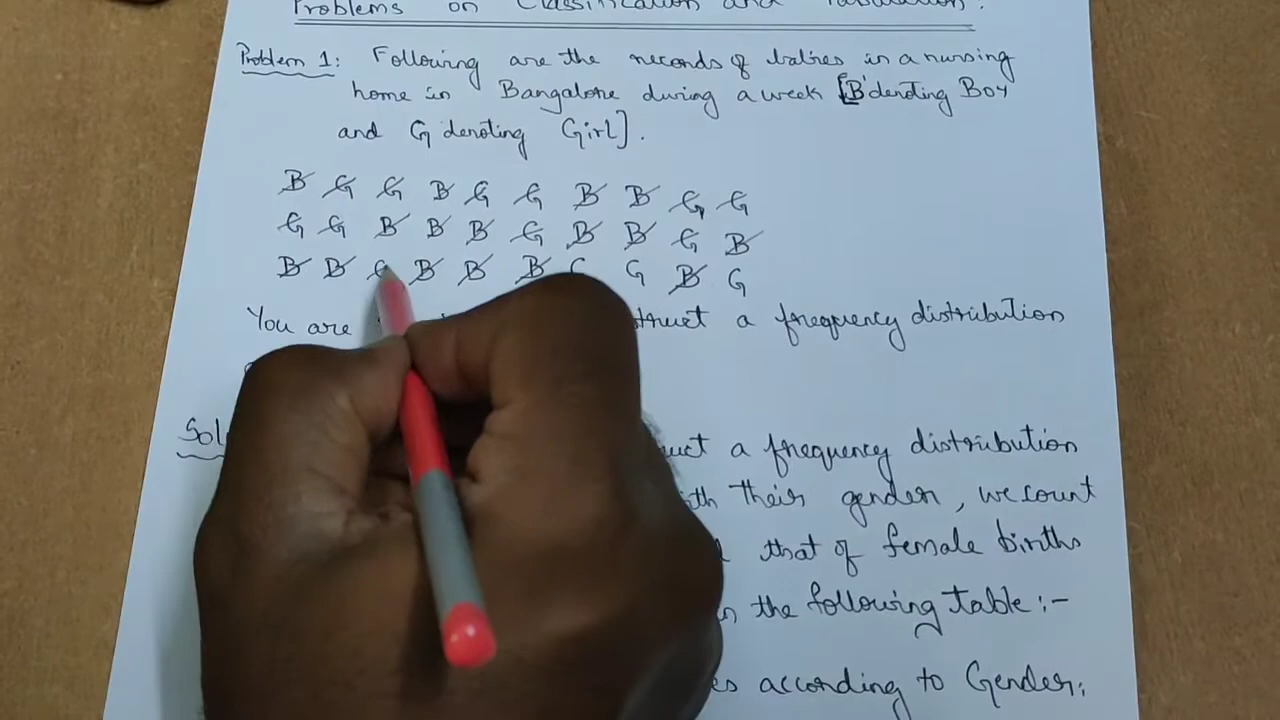 Problems on Classification and Tabulation.
Problem 1: Following are the records of babies in a nursing
home in Bangalore during a week [B' denoting Boy
and G denoting Girl].
B G G B G G B B G G
G G B B B G B B G B
B B G B B B G G B G
You are a frequency distribution
Sol a frequency distribution
their gender, we count
that of female births
the following table:-
according to Gender: